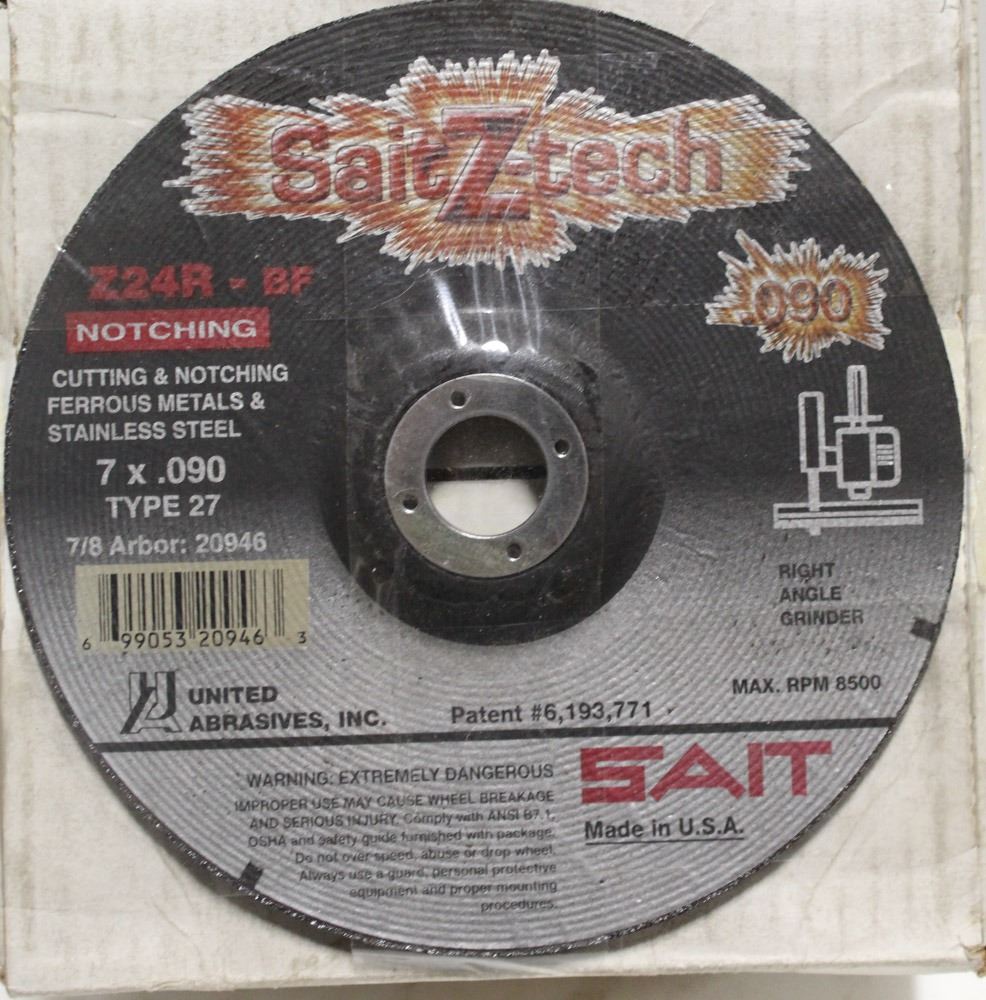 SaitZ-tech
.090
Z24R - BF
NOTCHING
CUTTING & NOTCHING
FERROUS METALS &
STAINLESS STEEL
7 x .090
TYPE 27
7/8 Arbor: 20946
6 99053 20946 3
RIGHT
ANGLE
GRINDER
MAX. RPM 8500
UNITED
ABRASIVES, INC.
Patent #6,193,771
SAIT
Made in U.S.A.
WARNING: EXTREMELY DANGEROUS
IMPROPER USE MAY CAUSE WHEEL BREAKAGE
AND SERIOUS INJURY. Comply with ANSI B7.1,
OSHA and safety guide furnished with package.
Do not over speed, abuse or drop wheel.
Always use a guard, personal protective
equipment and proper mounting
procedures.